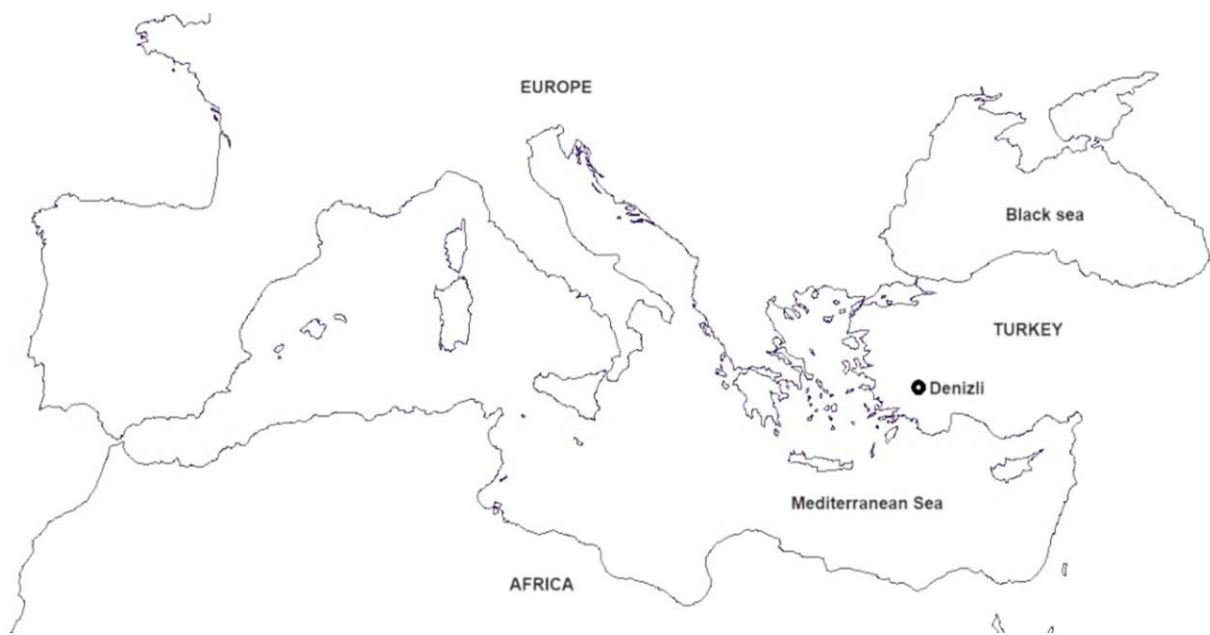 EUROPE
Black sea
TURKEY
Denizli
Mediterranean Sea
AFRICA